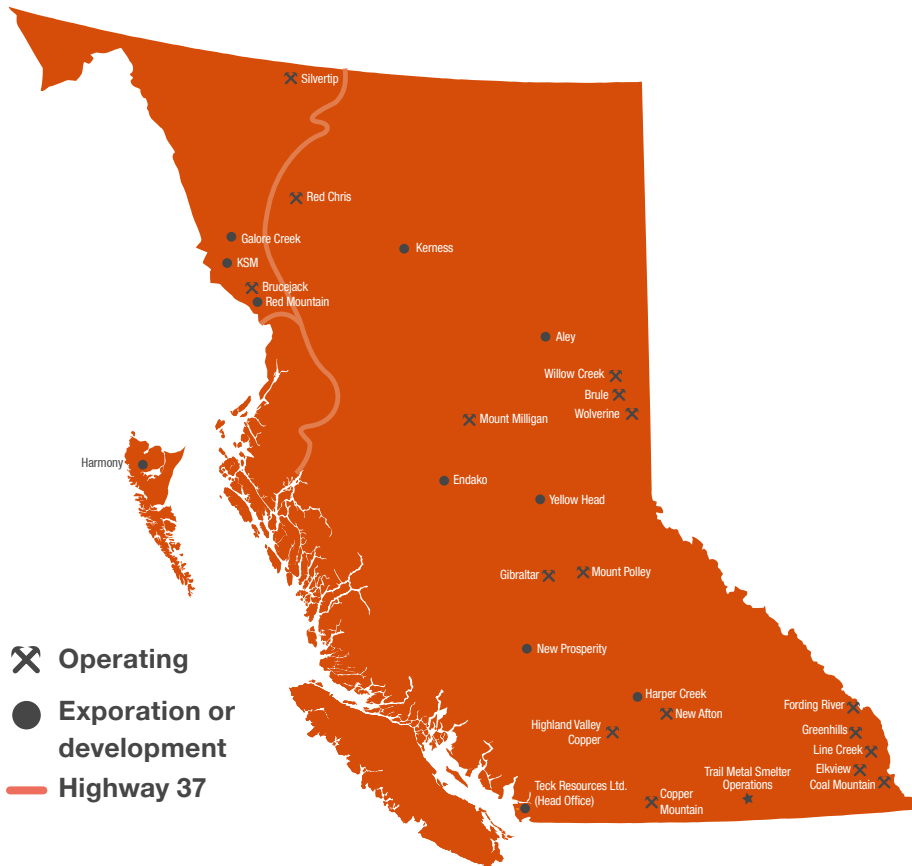 Silvertip
Red Chris
Galore Creek
Kerness
KSM
Brucejack
Red Mountain
Aley
Willow Creek
Brule
Wolverine
Mount Milligan
Harmony
Endako
Yellow Head
Gibraltar
Mount Polley
New Prosperity
Harper Creek
New Afton
Highland Valley
Copper
Fording River
Greenhills
Line Creek
Elkview
Coal Mountain
Trail Metal Smelter
Operations
Teck Resources Ltd.
(Head Office)
Copper
Mountain
Operating
Exporation or
development
Highway 37